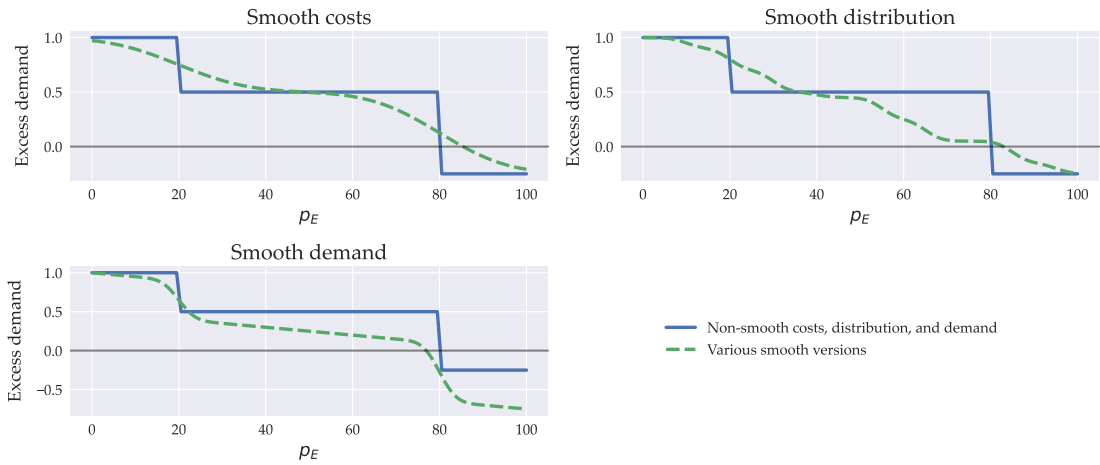 Smooth costs
Excess demand
1.0
0.5
0.0
0 20 40 60 80 100
p_E
Smooth distribution
Excess demand
1.0
0.5
0.0
0 20 40 60 80 100
p_E
Smooth demand
Excess demand
1.0
0.5
0.0
−0.5
0 20 40 60 80 100
p_E
Non-smooth costs, distribution, and demand
Various smooth versions